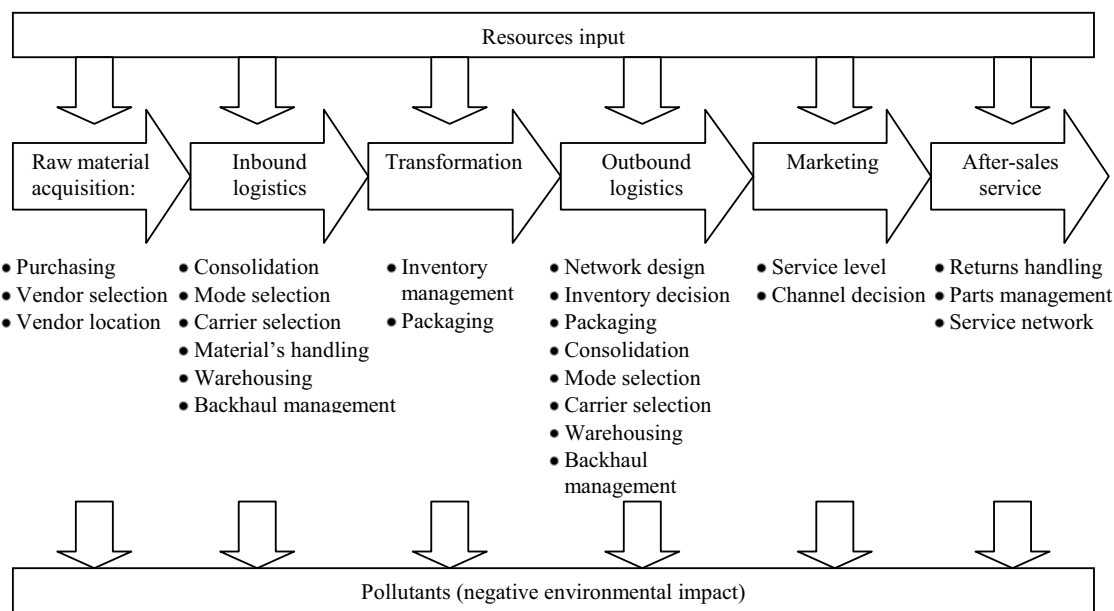 Resources input
Raw material
acquisition:
Inbound
logistics
Transformation
Outbound
logistics
Marketing
After-sales
service
• Purchasing
• Vendor selection
• Vendor location
• Consolidation
• Mode selection
• Carrier selection
• Material’s handling
• Warehousing
• Backhaul management
• Inventory
management
• Packaging
• Network design
• Inventory decision
• Packaging
• Consolidation
• Mode selection
• Carrier selection
• Warehousing
• Backhaul
management
• Service level
• Channel decision
• Returns handling
• Parts management
• Service network
Pollutants (negative environmental impact)